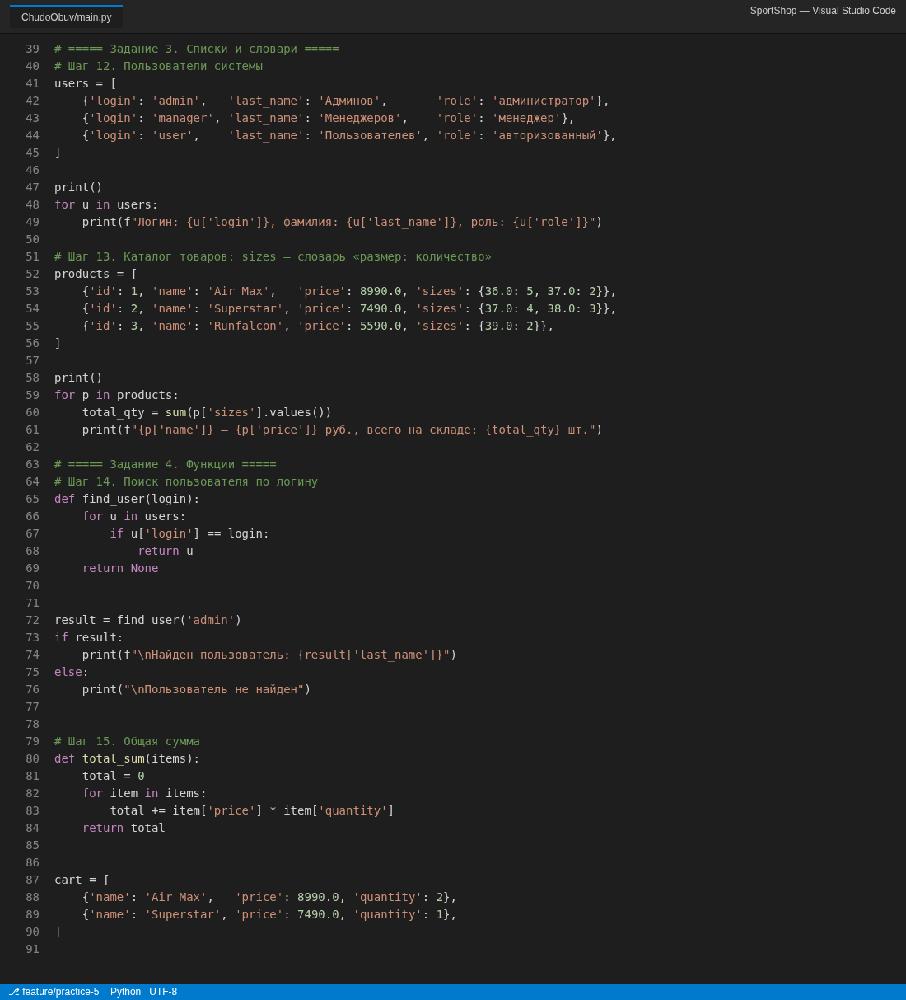 ChudoObuv/main.py
SportShop — Visual Studio Code
39 # ===== Задание 3. Списки и словари =====
40 # Шаг 12. Пользователи системы
41 users = [
42     {'login': 'admin',   'last_name': 'Админов',       'role': 'администратор'},
43     {'login': 'manager', 'last_name': 'Менеджеров',    'role': 'менеджер'},
44     {'login': 'user',    'last_name': 'Пользователев', 'role': 'авторизованный'},
45 ]
46
47 print()
48 for u in users:
49     print(f"Логин: {u['login']}, фамилия: {u['last_name']}, роль: {u['role']}")
50
51 # Шаг 13. Каталог товаров: sizes — словарь «размер: количество»
52 products = [
53     {'id': 1, 'name': 'Air Max',   'price': 8990.0, 'sizes': {36.0: 5, 37.0: 2}},
54     {'id': 2, 'name': 'Superstar', 'price': 7490.0, 'sizes': {37.0: 4, 38.0: 3}},
55     {'id': 3, 'name': 'Runfalcon', 'price': 5590.0, 'sizes': {39.0: 2}},
56 ]
57
58 print()
59 for p in products:
60     total_qty = sum(p['sizes'].values())
61     print(f"{p['name']} — {p['price']} руб., всего на складе: {total_qty} шт.")
62
63 # ===== Задание 4. Функции =====
64 # Шаг 14. Поиск пользователя по логину
65 def find_user(login):
66     for u in users:
67         if u['login'] == login:
68             return u
69     return None
70
71
72 result = find_user('admin')
73 if result:
74     print(f"\nНайден пользователь: {result['last_name']}")
75 else:
76     print("\nПользователь не найден")
77
78
79 # Шаг 15. Общая сумма
80 def total_sum(items):
81     total = 0
82     for item in items:
83         total += item['price'] * item['quantity']
84     return total
85
86
87 cart = [
88     {'name': 'Air Max',   'price': 8990.0, 'quantity': 2},
89     {'name': 'Superstar', 'price': 7490.0, 'quantity': 1},
90 ]
91
⎇ feature/practice-5 Python UTF-8